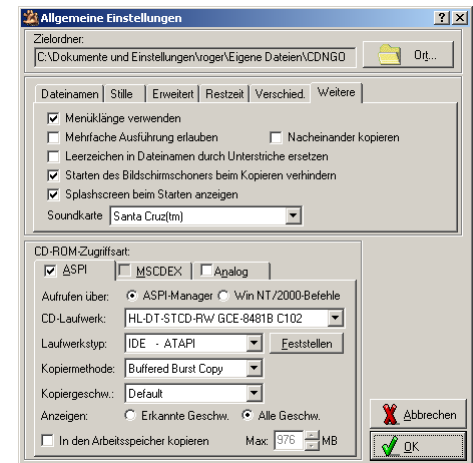 Allgemeine Einstellungen
Zielordner:
C:\Dokumente und Einstellungen\roger\Eigene Dateien\CDNGO
Ort...
Dateinamen Stille Erweitert Restzeit Verschied. Weitere
Menüklänge verwenden
Mehrfache Ausführung erlauben Nacheinander kopieren
Leerzeichen in Dateinamen durch Unterstriche ersetzen
Starten des Bildschirmschoners beim Kopieren verhindern
Splashscreen beim Starten anzeigen
Soundkarte Santa Cruz(tm)
CD-ROM-Zugriffsart:
ASPI MSCDEX Analog
Aufrufen über: ASPI-Manager Win NT/2000-Befehle
CD-Laufwerk: HL-DT-STCD-RW GCE-8481B C102
Laufwerkstyp: IDE - ATAPI Feststellen
Kopiermethode: Buffered Burst Copy
Kopiergeschw.: Default
Anzeigen: Erkannte Geschw. Alle Geschw.
In den Arbeitsspeicher kopieren Max: 976 MB
Abbrechen
OK